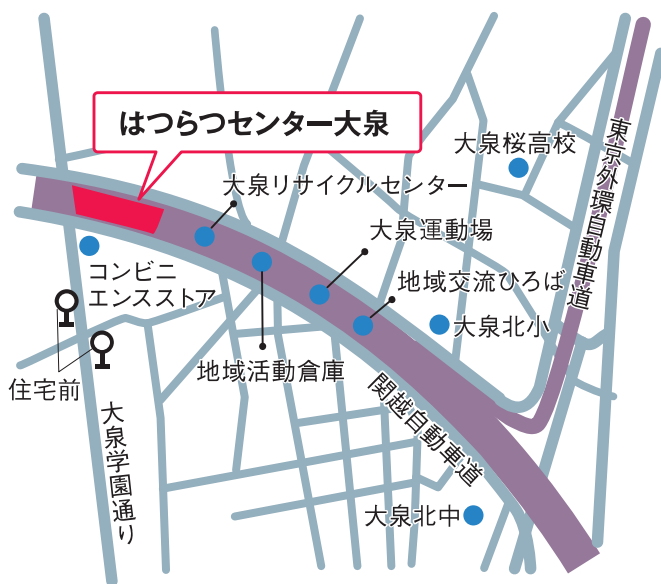 はつらつセンター大泉
大泉桜高校
大泉リサイクルセンター
東京外環自動車道
大泉運動場
コンビニ
エンスストア
地域交流ひろば
大泉北小
地域活動倉庫
住宅前
関越自動車道
大泉学園通り
大泉北中